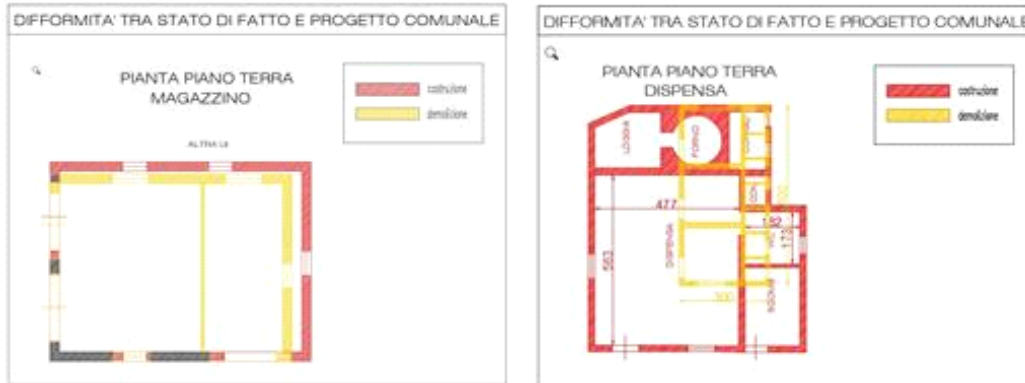 DIFFORMITA' TRA STATO DI FATTO E PROGETTO COMUNALE
PIANTA PIANO TERRA
MAGAZZINO
costruzione
demolizione
DIFFORMITA' TRA STATO DI FATTO E PROGETTO COMUNALE
PIANTA PIANO TERRA
DISPENSA
costruzione
demolizione
LOGGIA
FORNO
477
DISPENSA
563
173
300